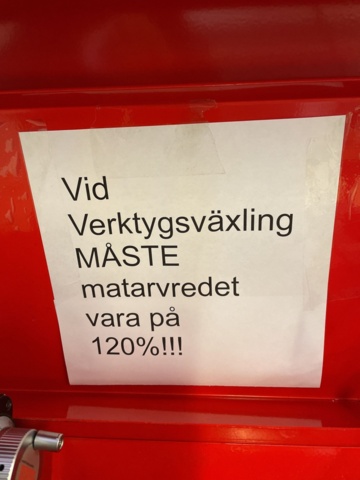 Vid
Verktygsväxling
MÅSTE
matarvredet
vara på
120%!!!